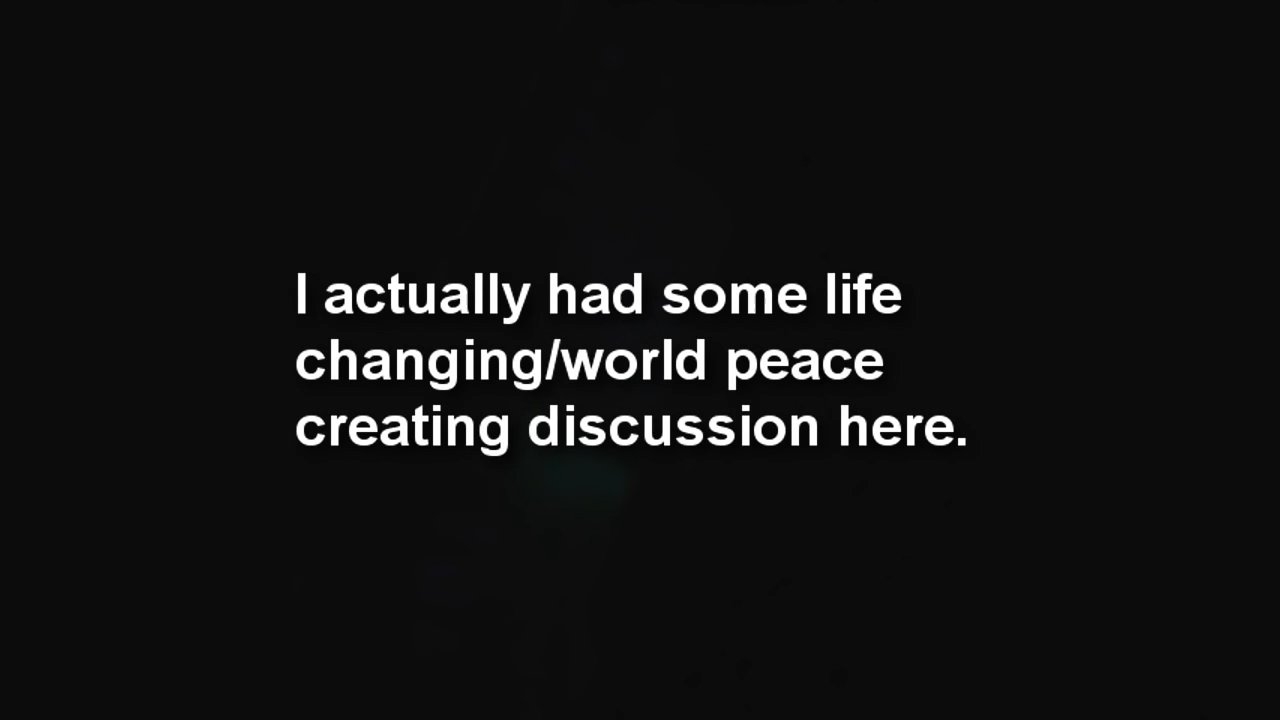 I actually had some life
changing/world peace
creating discussion here.